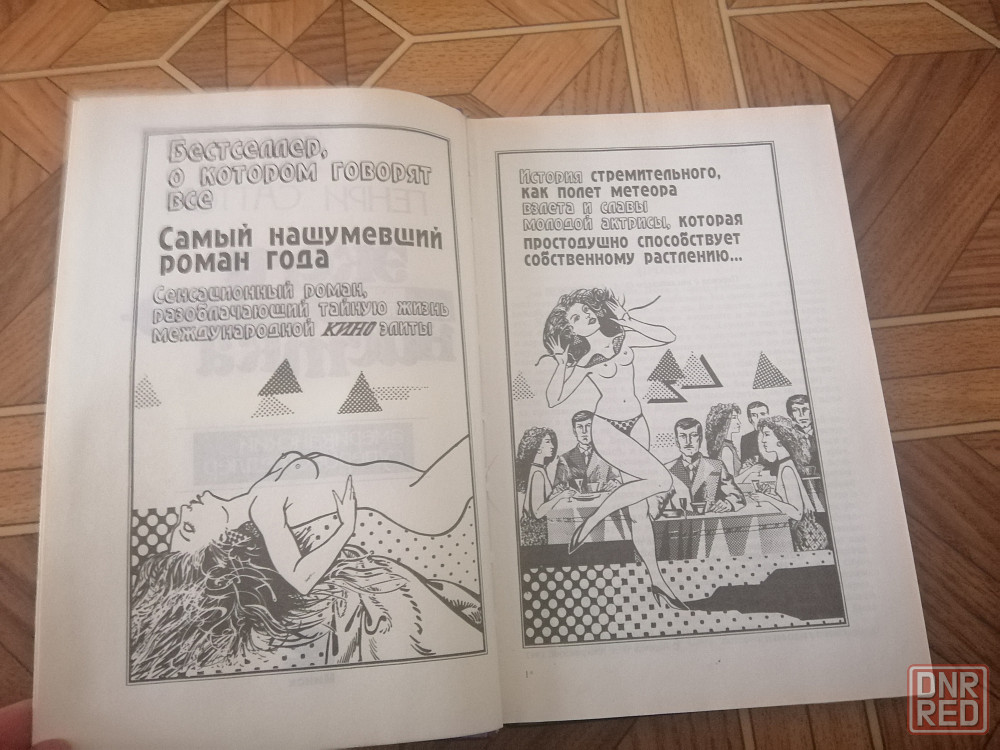 Бестселлер,
о котором говорят
все
Самый нашумевший
роман года
Сенсационный роман,
разоблачающий тайную жизнь
международной КИНО элиты
История стремительного,
как полет метеора
взлета и славы
молодой актрисы, которая
простодушно способствует
собственному растлению...
1*
DNR
RED